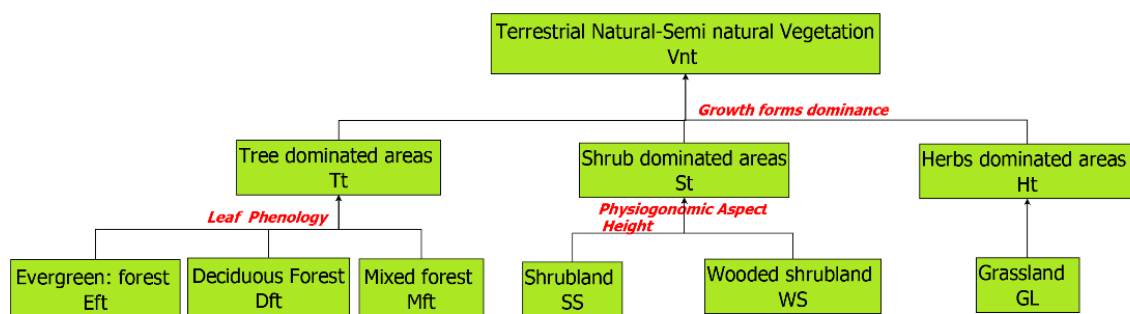 Terrestrial Natural-Semi natural Vegetation
Vnt
Growth forms dominance
Tree dominated areas
Tt
Shrub dominated areas
St
Herbs dominated areas
Ht
Leaf Phenology
Physiogonomic Aspect
Height
Evergreen: forest
Eft
Deciduous Forest
Dft
Mixed forest
Mft
Shrubland
SS
Wooded shrubland
WS
Grassland
GL